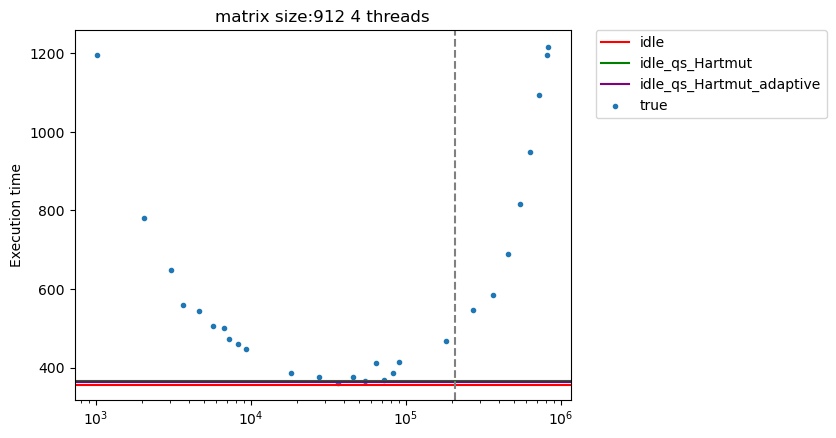 matrix size:912 4 threads
idle
idle_qs_Hartmut
idle_qs_Hartmut_adaptive
true
Execution time
1200
1000
800
600
400
10³
10⁴
10⁵
10⁶